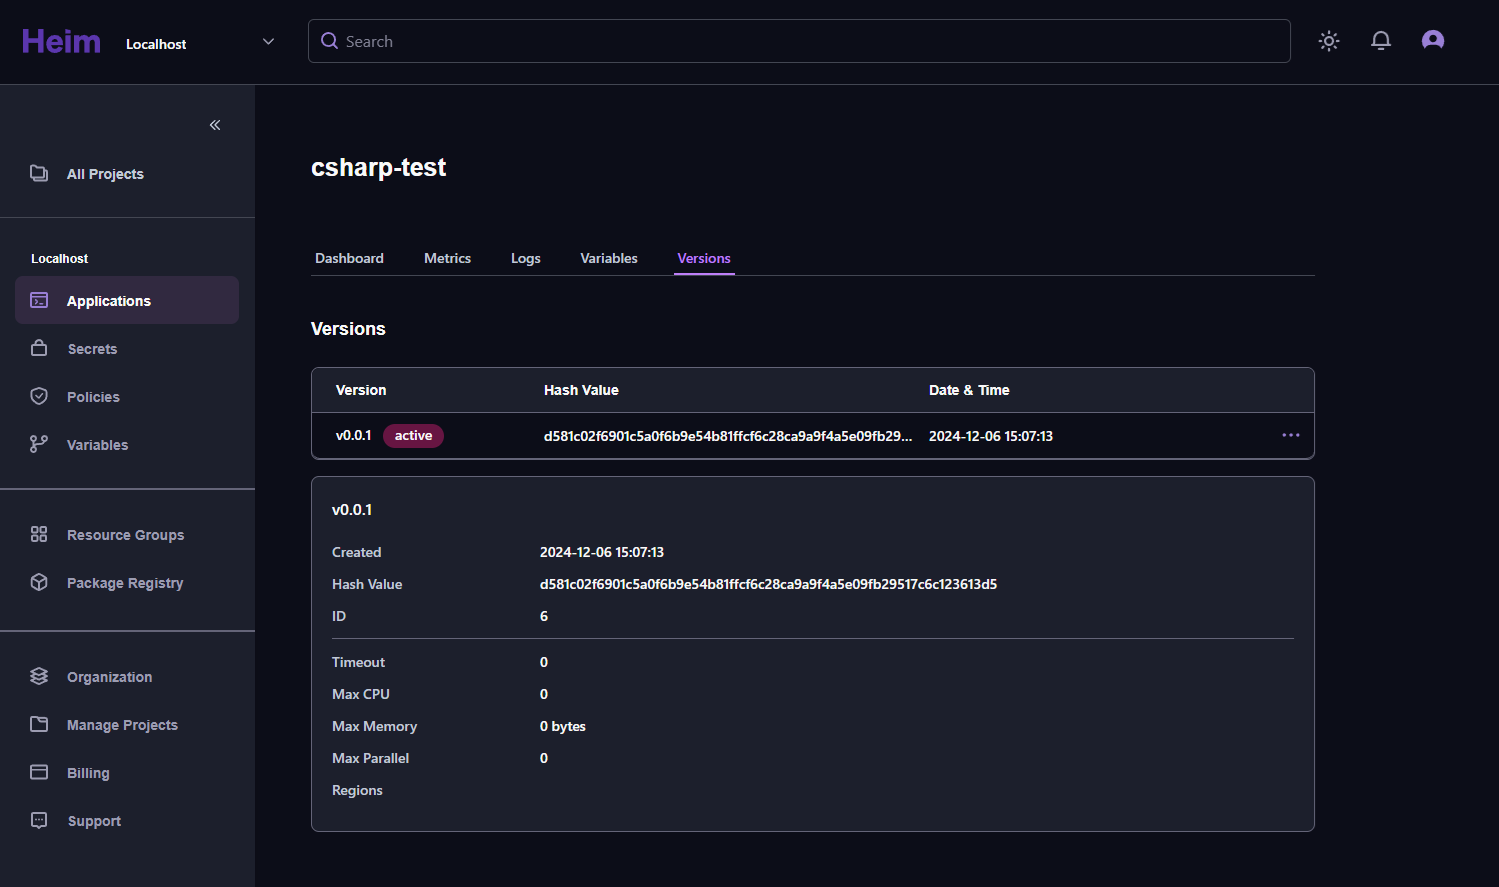 Heim
Localhost
Search
All Projects
Localhost
Applications
Secrets
Policies
Variables
Resource Groups
Package Registry
Organization
Manage Projects
Billing
Support
csharp-test
Dashboard Metrics Logs Variables Versions
Versions
Version Hash Value Date & Time
v0.0.1 active d581c02f6901c5a0f6b9e54b81ffcf6c28ca9a9f4a5e09fb29... 2024-12-06 15:07:13
v0.0.1
Created 2024-12-06 15:07:13
Hash Value d581c02f6901c5a0f6b9e54b81ffcf6c28ca9a9f4a5e09fb29517c6c123613d5
ID 6
Timeout 0
Max CPU 0
Max Memory 0 bytes
Max Parallel 0
Regions